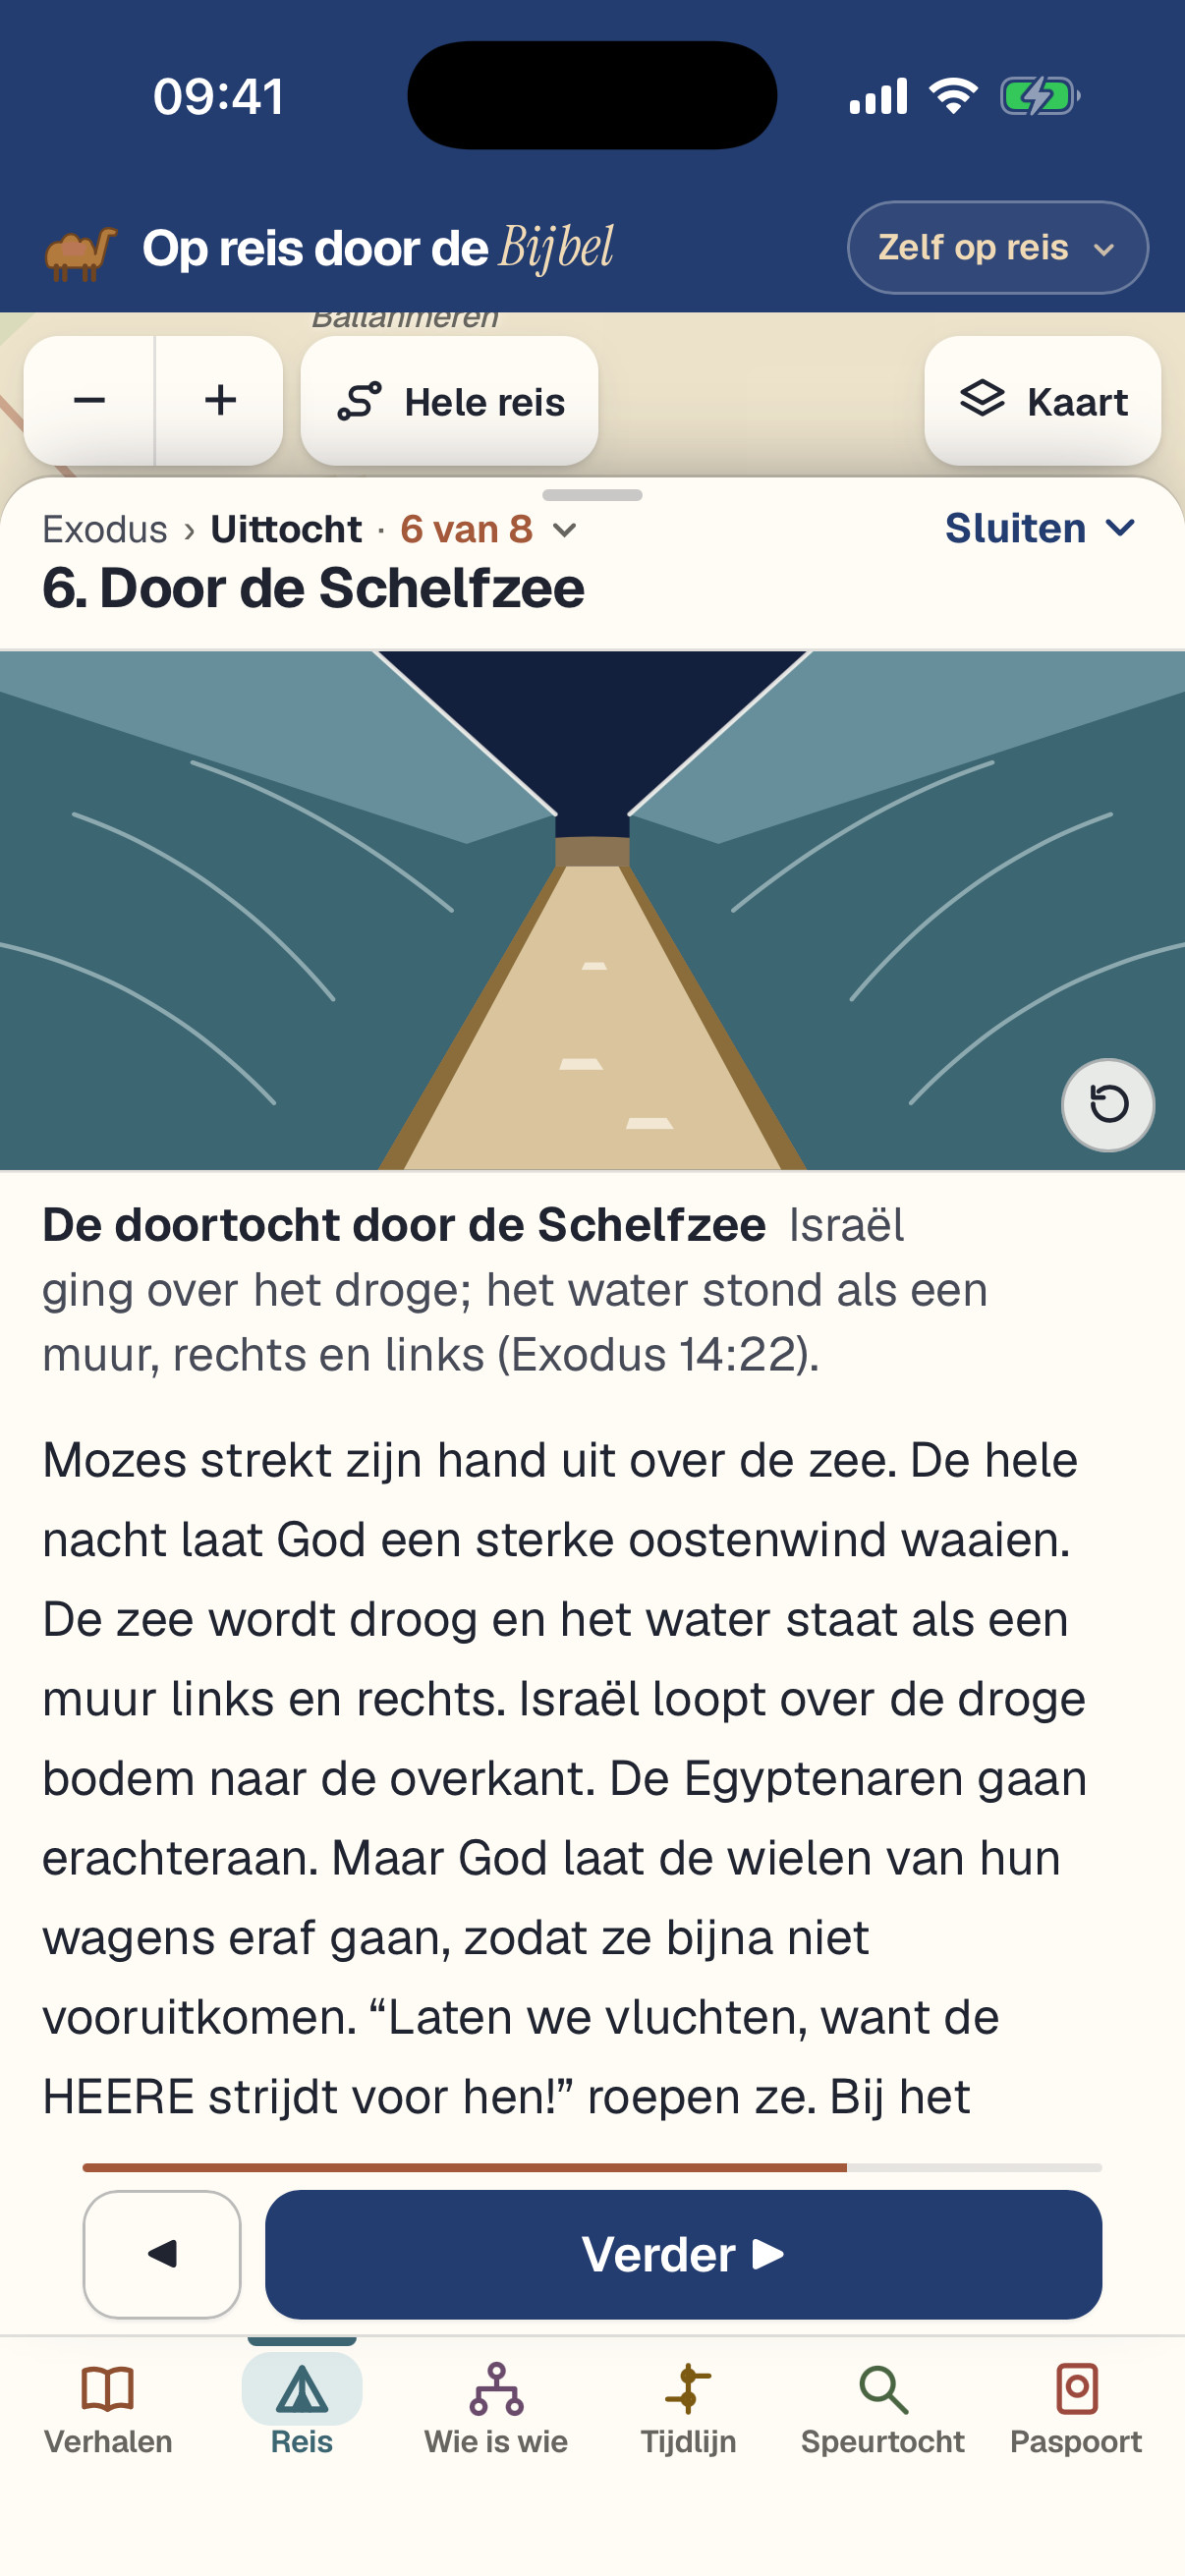 09:41
Op reis door de Bijbel
Zelf op reis
Hele reis
Kaart
Exodus › Uittocht · 6 van 8
Sluiten
6. Door de Schelfzee
De doortocht door de Schelfzee Israël
ging over het droge; het water stond als een
muur, rechts en links (Exodus 14:22).
Mozes strekt zijn hand uit over de zee. De hele
nacht laat God een sterke oostenwind waaien.
De zee wordt droog en het water staat als een
muur links en rechts. Israël loopt over de droge
bodem naar de overkant. De Egyptenaren gaan
erachteraan. Maar God laat de wielen van hun
wagens eraf gaan, zodat ze bijna niet
vooruitkomen. “Laten we vluchten, want de
HEERE strijdt voor hen!” roepen ze. Bij het
Verder
Verhalen
Reis
Wie is wie
Tijdlijn
Speurtocht
Paspoort